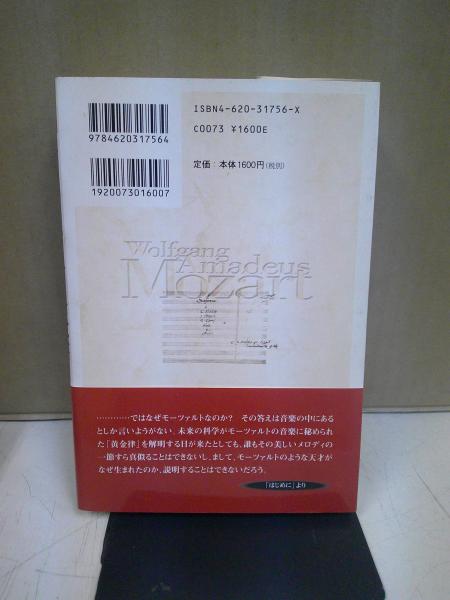 ISBN4-620-31756-X
C0073 ¥1600E
9784620317564
定価：本体1600円（税別）
1920073016007
Wolfgang
Amadeus
Mozart
…………ではなぜモーツァルトなのか？ その答えは音楽の中にある
としか言いようがない。未来の科学がモーツァルトの音楽に秘められ
た「黄金律」を解明する日が来たとしても、誰もその美しいメロディの
一節すら真似ることはできないし、まして、モーツァルトのような天才が
なぜ生まれたのか、説明することはできないだろう。
「はじめに」より